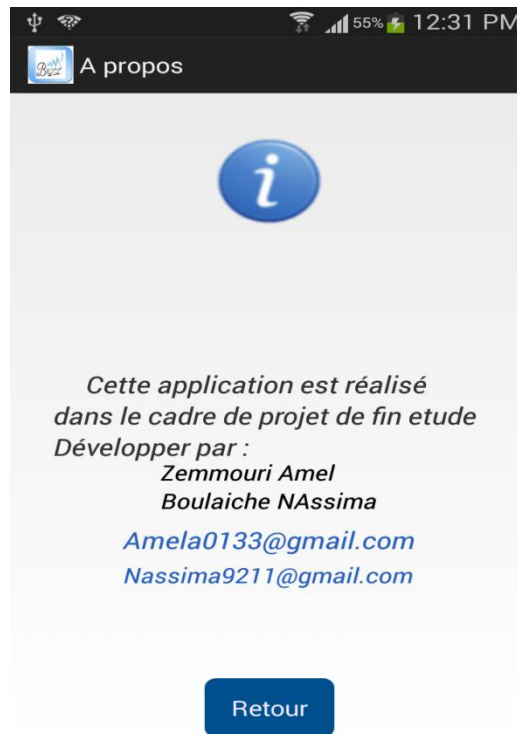 55% 12:31 PM
Buzz A propos
i
Cette application est réalisé
dans le cadre de projet de fin etude
Développer par :
Zemmouri Amel
Boulaiche NAssima
Amela0133@gmail.com
Nassima9211@gmail.com
Retour